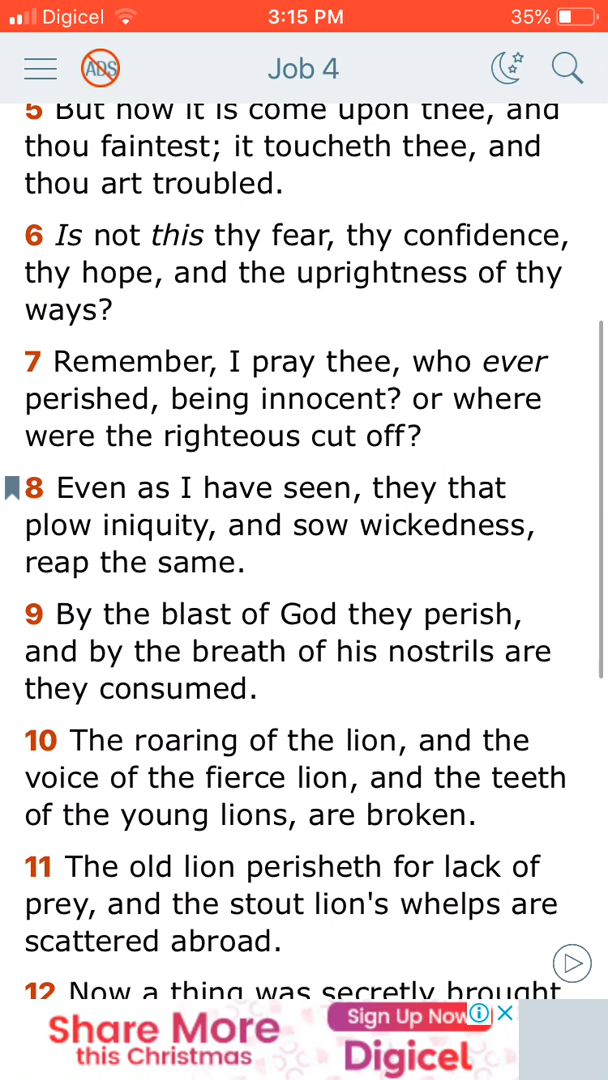 Digicel 3:15 PM 35%
ADS Job 4
5 But now it is come upon thee, and
thou faintest; it toucheth thee, and
thou art troubled.
6 Is not this thy fear, thy confidence,
thy hope, and the uprightness of thy
ways?
7 Remember, I pray thee, who ever
perished, being innocent? or where
were the righteous cut off?
8 Even as I have seen, they that
plow iniquity, and sow wickedness,
reap the same.
9 By the blast of God they perish,
and by the breath of his nostrils are
they consumed.
10 The roaring of the lion, and the
voice of the fierce lion, and the teeth
of the young lions, are broken.
11 The old lion perisheth for lack of
prey, and the stout lion's whelps are
scattered abroad.
12 Now a thing was secretly brought
Share More
this Christmas
Sign Up Now
Digicel